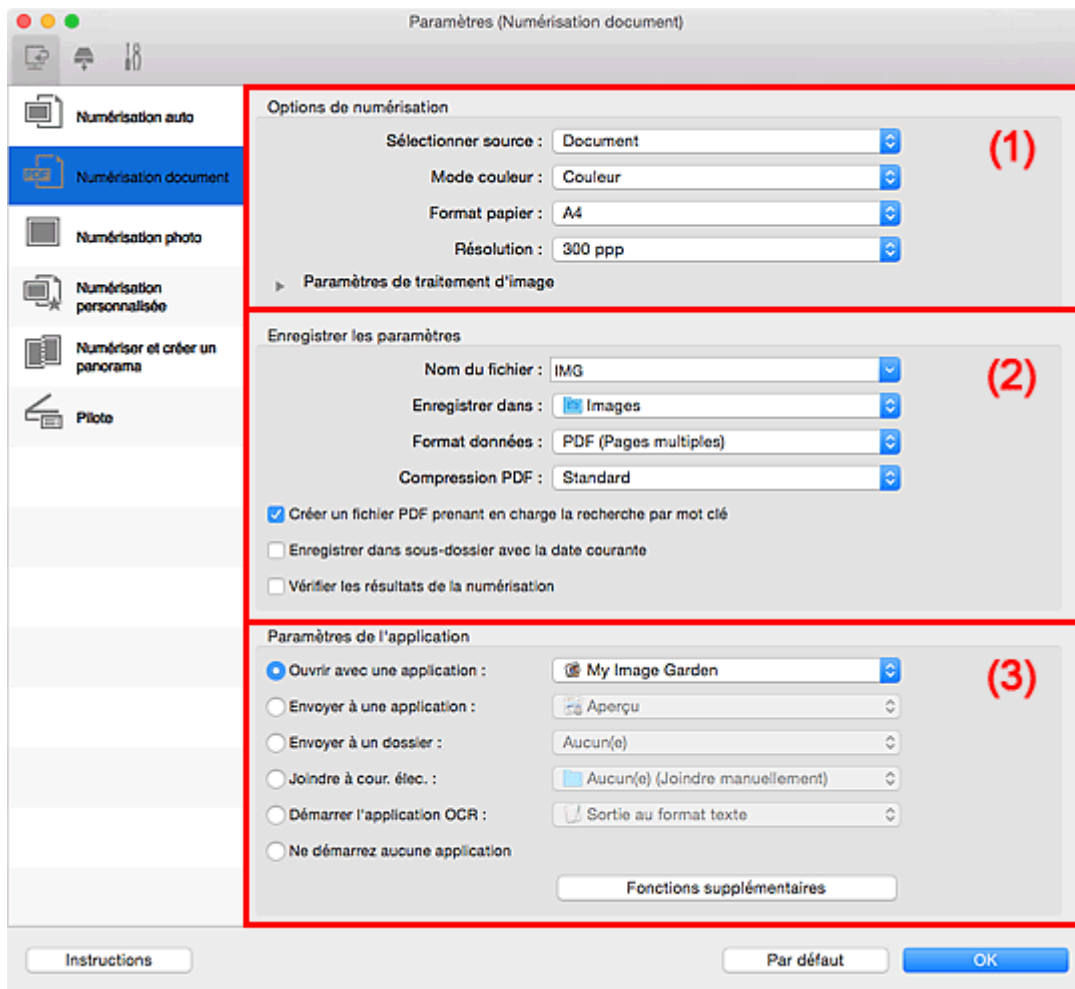 Paramètres (Numérisation document)
Numérisation auto
PDF
Numérisation document
Numérisation photo
Numérisation
personnalisée
Numériser et créer un
panorama
Pilote
Options de numérisation
(1)
Sélectionner source : Document
Mode couleur : Couleur
Format papier : A4
Résolution : 300 ppp
Paramètres de traitement d'image
Enregistrer les paramètres
(2)
Nom du fichier : IMG
Enregistrer dans : Images
Format données : PDF (Pages multiples)
Compression PDF : Standard
Créer un fichier PDF prenant en charge la recherche par mot clé
Enregistrer dans sous-dossier avec la date courante
Vérifier les résultats de la numérisation
Paramètres de l'application
(3)
Ouvrir avec une application : My Image Garden
Envoyer à une application : Aperçu
Envoyer à un dossier : Aucun(e)
Joindre à cour. élec. : Aucun(e) (Joindre manuellement)
Démarrer l'application OCR : Sortie au format texte
Ne démarrez aucune application
Fonctions supplémentaires
Instructions
Par défaut
OK